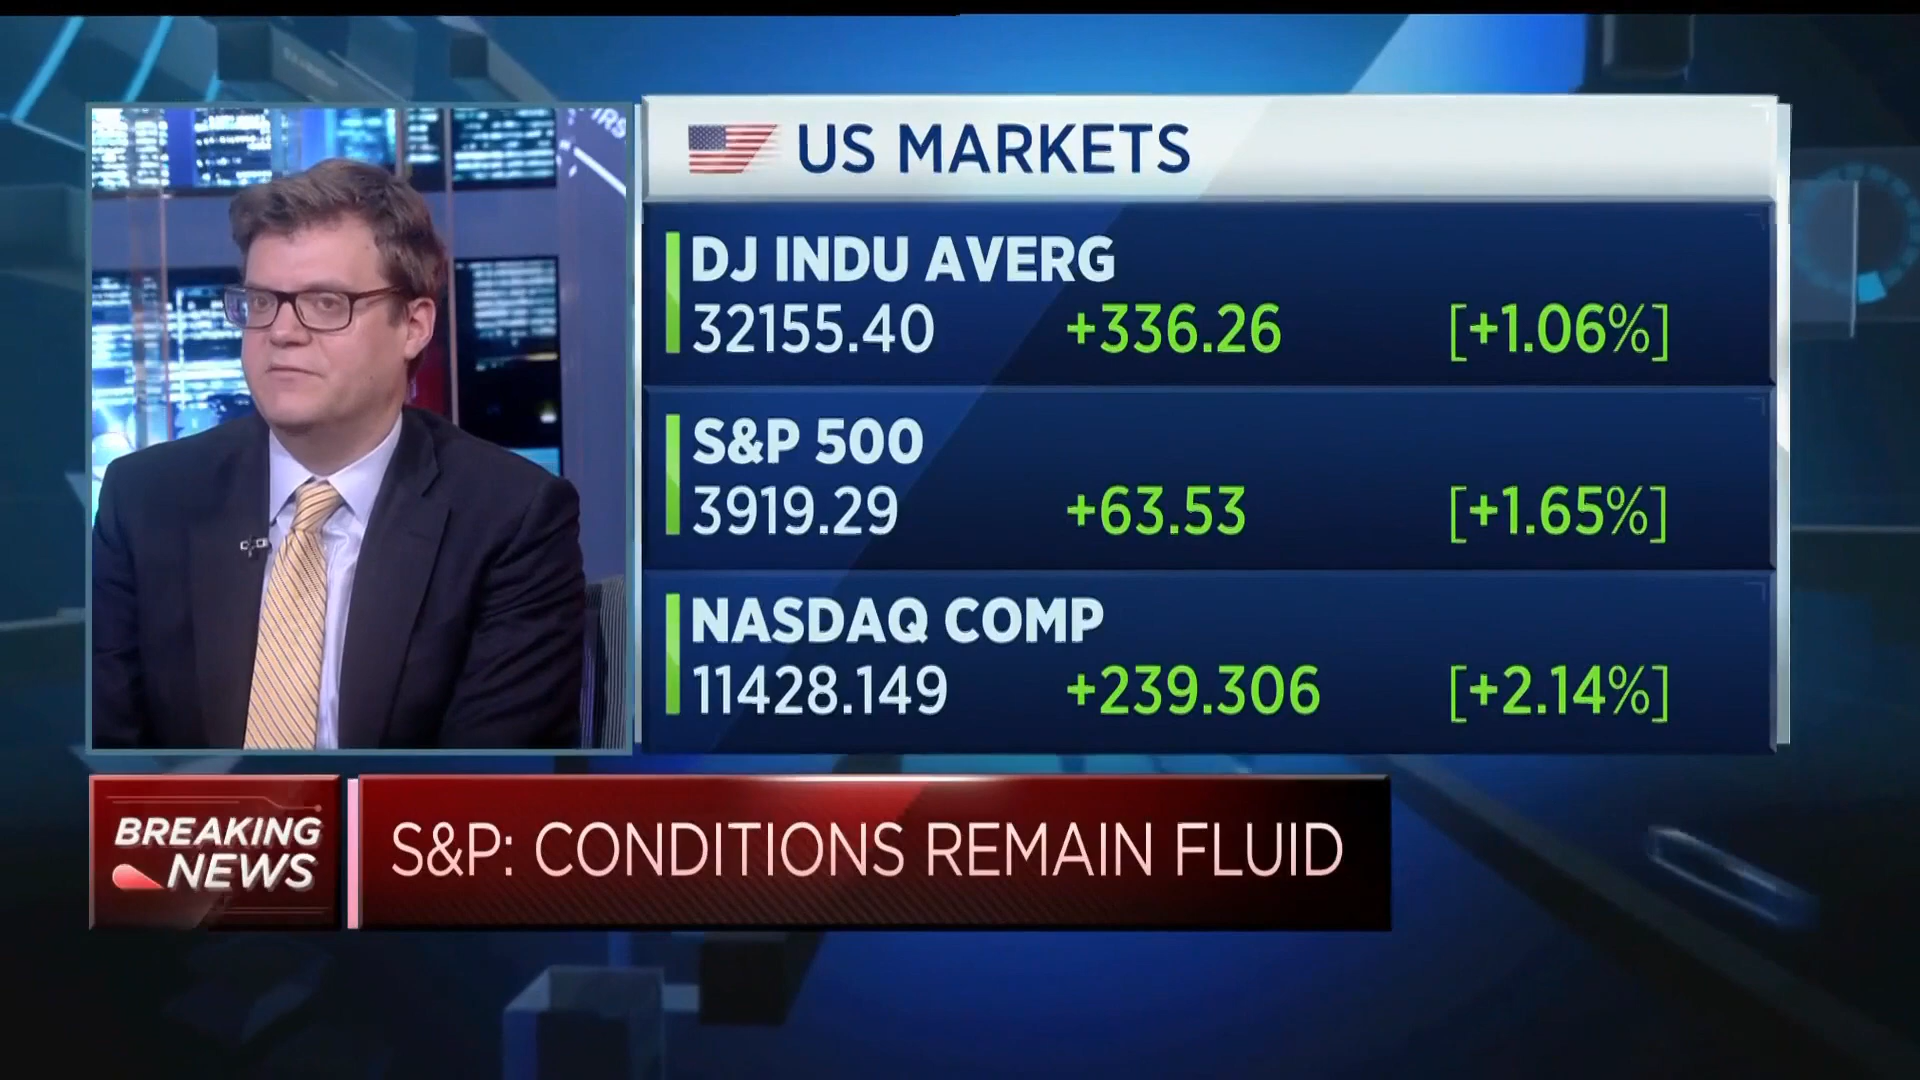 US MARKETS
DJ INDU AVERG
32155.40 +336.26 [+1.06%]
S&P 500
3919.29 +63.53 [+1.65%]
NASDAQ COMP
11428.149 +239.306 [+2.14%]
BREAKING
NEWS
S&P: CONDITIONS REMAIN FLUID